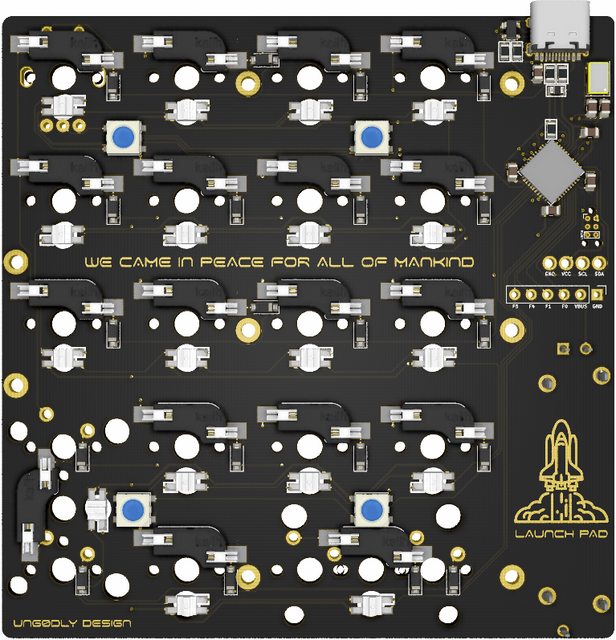 WE CAME IN PEACE FOR ALL OF MANKIND
GND VCC SCL SDA
F5 F4 F1 F0 VBUS GND
LAUNCH PAD
UNGODLY DESIGN